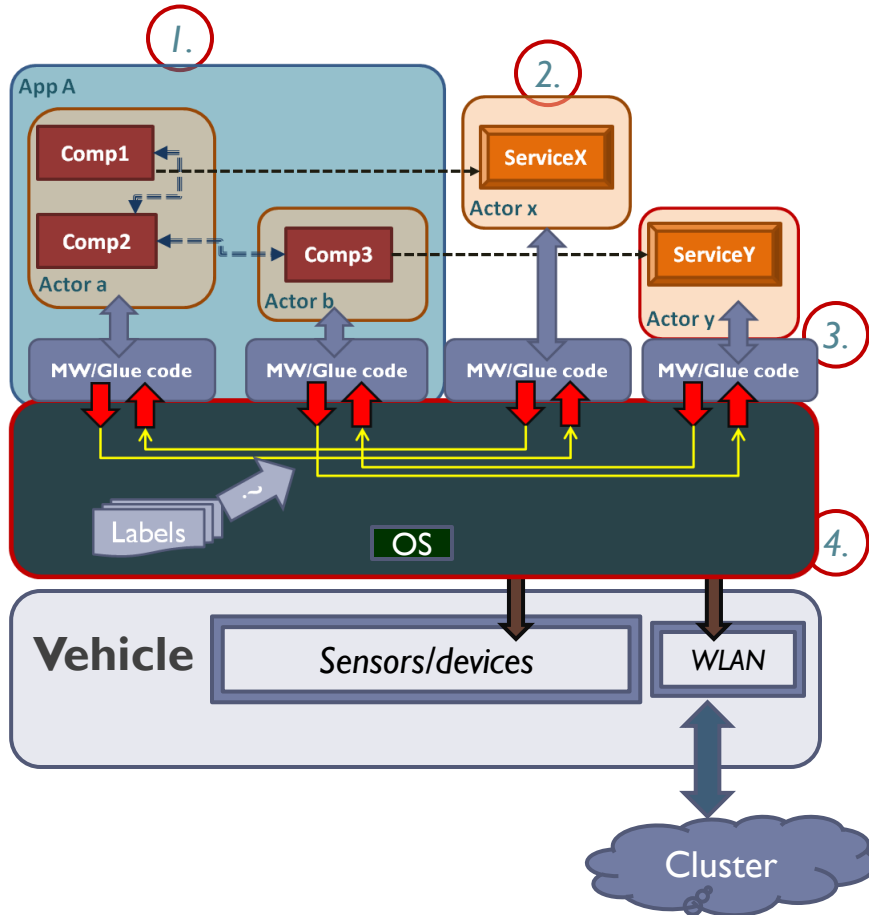 1.
2.
App A
Comp1
ServiceX
Actor x
Comp2
Comp3
ServiceY
Actor a
Actor b
Actor y
3.
MW/Glue code
MW/Glue code
MW/Glue code
MW/Glue code
?
Labels
OS
4.
Vehicle
Sensors/devices
WLAN
Cluster